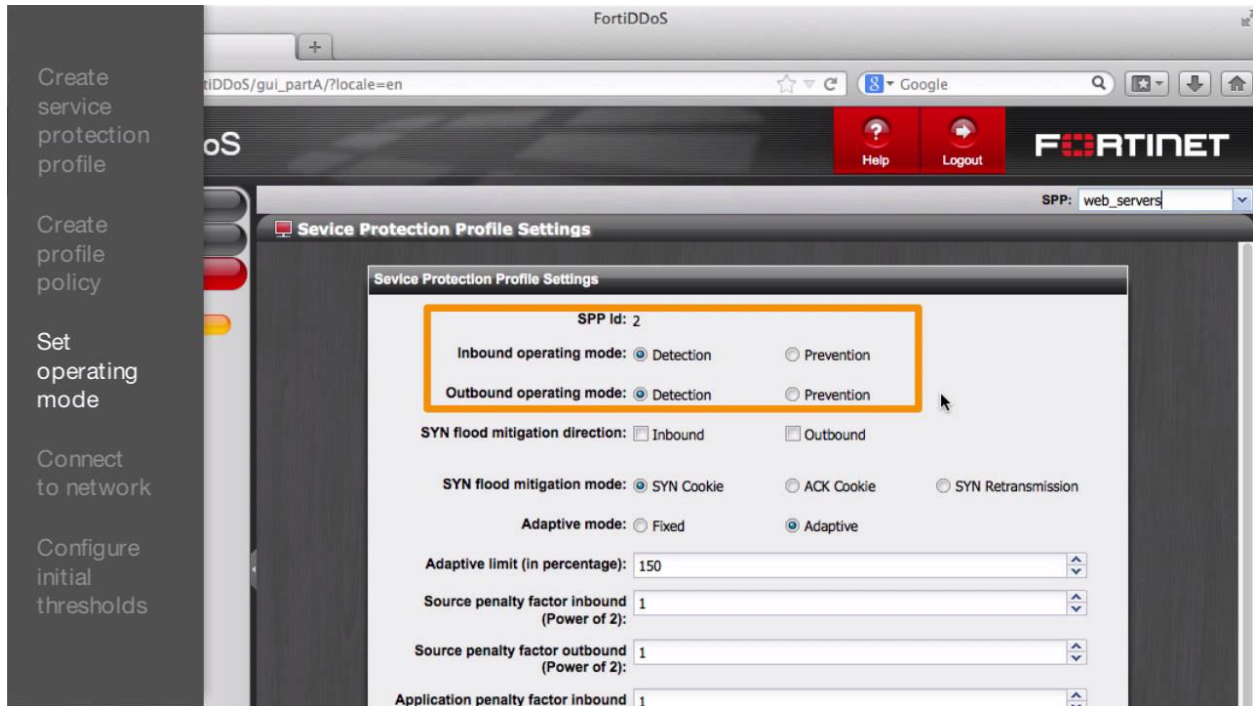 FortiDDoS
tiDDoS/gui_partA/?locale=en
Google
Create
service
protection
profile
Create
profile
policy
Set
operating
mode
Connect
to network
Configure
initial
thresholds
oS
Help
Logout
FORTINET
SPP: web_servers
Sevice Protection Profile Settings
Sevice Protection Profile Settings
SPP Id: 2
Inbound operating mode: Detection Prevention
Outbound operating mode: Detection Prevention
SYN flood mitigation direction: Inbound Outbound
SYN flood mitigation mode: SYN Cookie ACK Cookie SYN Retransmission
Adaptive mode: Fixed Adaptive
Adaptive limit (in percentage): 150
Source penalty factor inbound 1
(Power of 2):
Source penalty factor outbound 1
(Power of 2):
Application penalty factor inbound 1